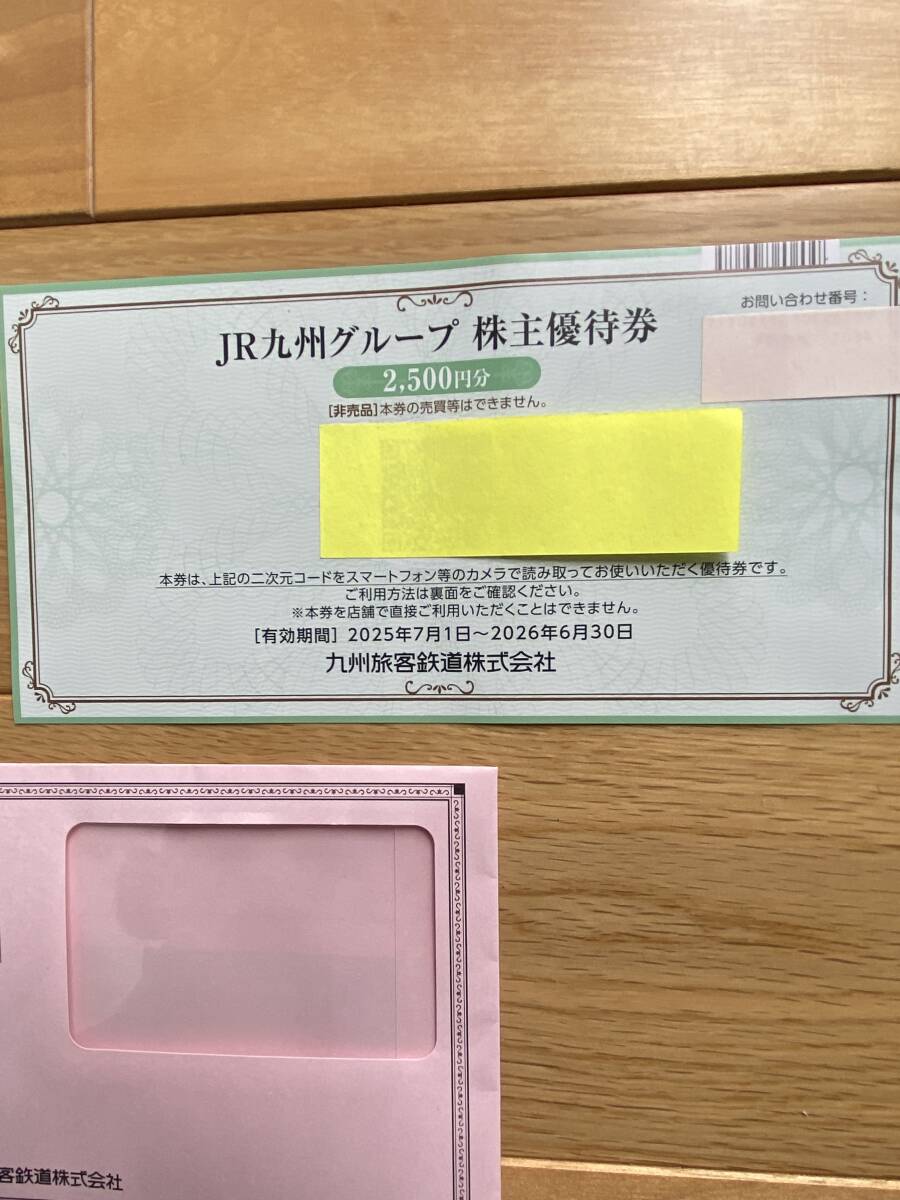 お問い合わせ番号：
JR九州グループ 株主優待券
2,500円分
[非売品]本券の売買等はできません。
本券は、上記の二次元コードをスマートフォン等のカメラで読み取ってお使いいただく優待券です。
ご利用方法は裏面をご確認ください。
※本券を店舗で直接ご利用いただくことはできません。
[有効期間] 2025年7月1日～2026年6月30日
九州旅客鉄道株式会社
客鉄道株式会社